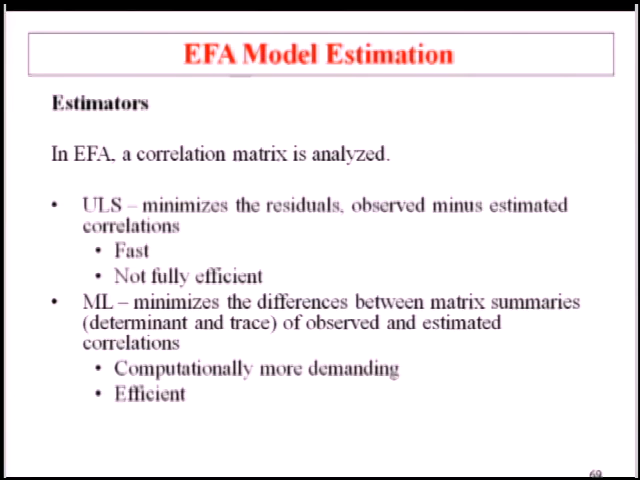 EFA Model Estimation
Estimators
In EFA, a correlation matrix is analyzed.
• ULS – minimizes the residuals, observed minus estimated
correlations
• Fast
• Not fully efficient
• ML – minimizes the differences between matrix summaries
(determinant and trace) of observed and estimated
correlations
• Computationally more demanding
• Efficient